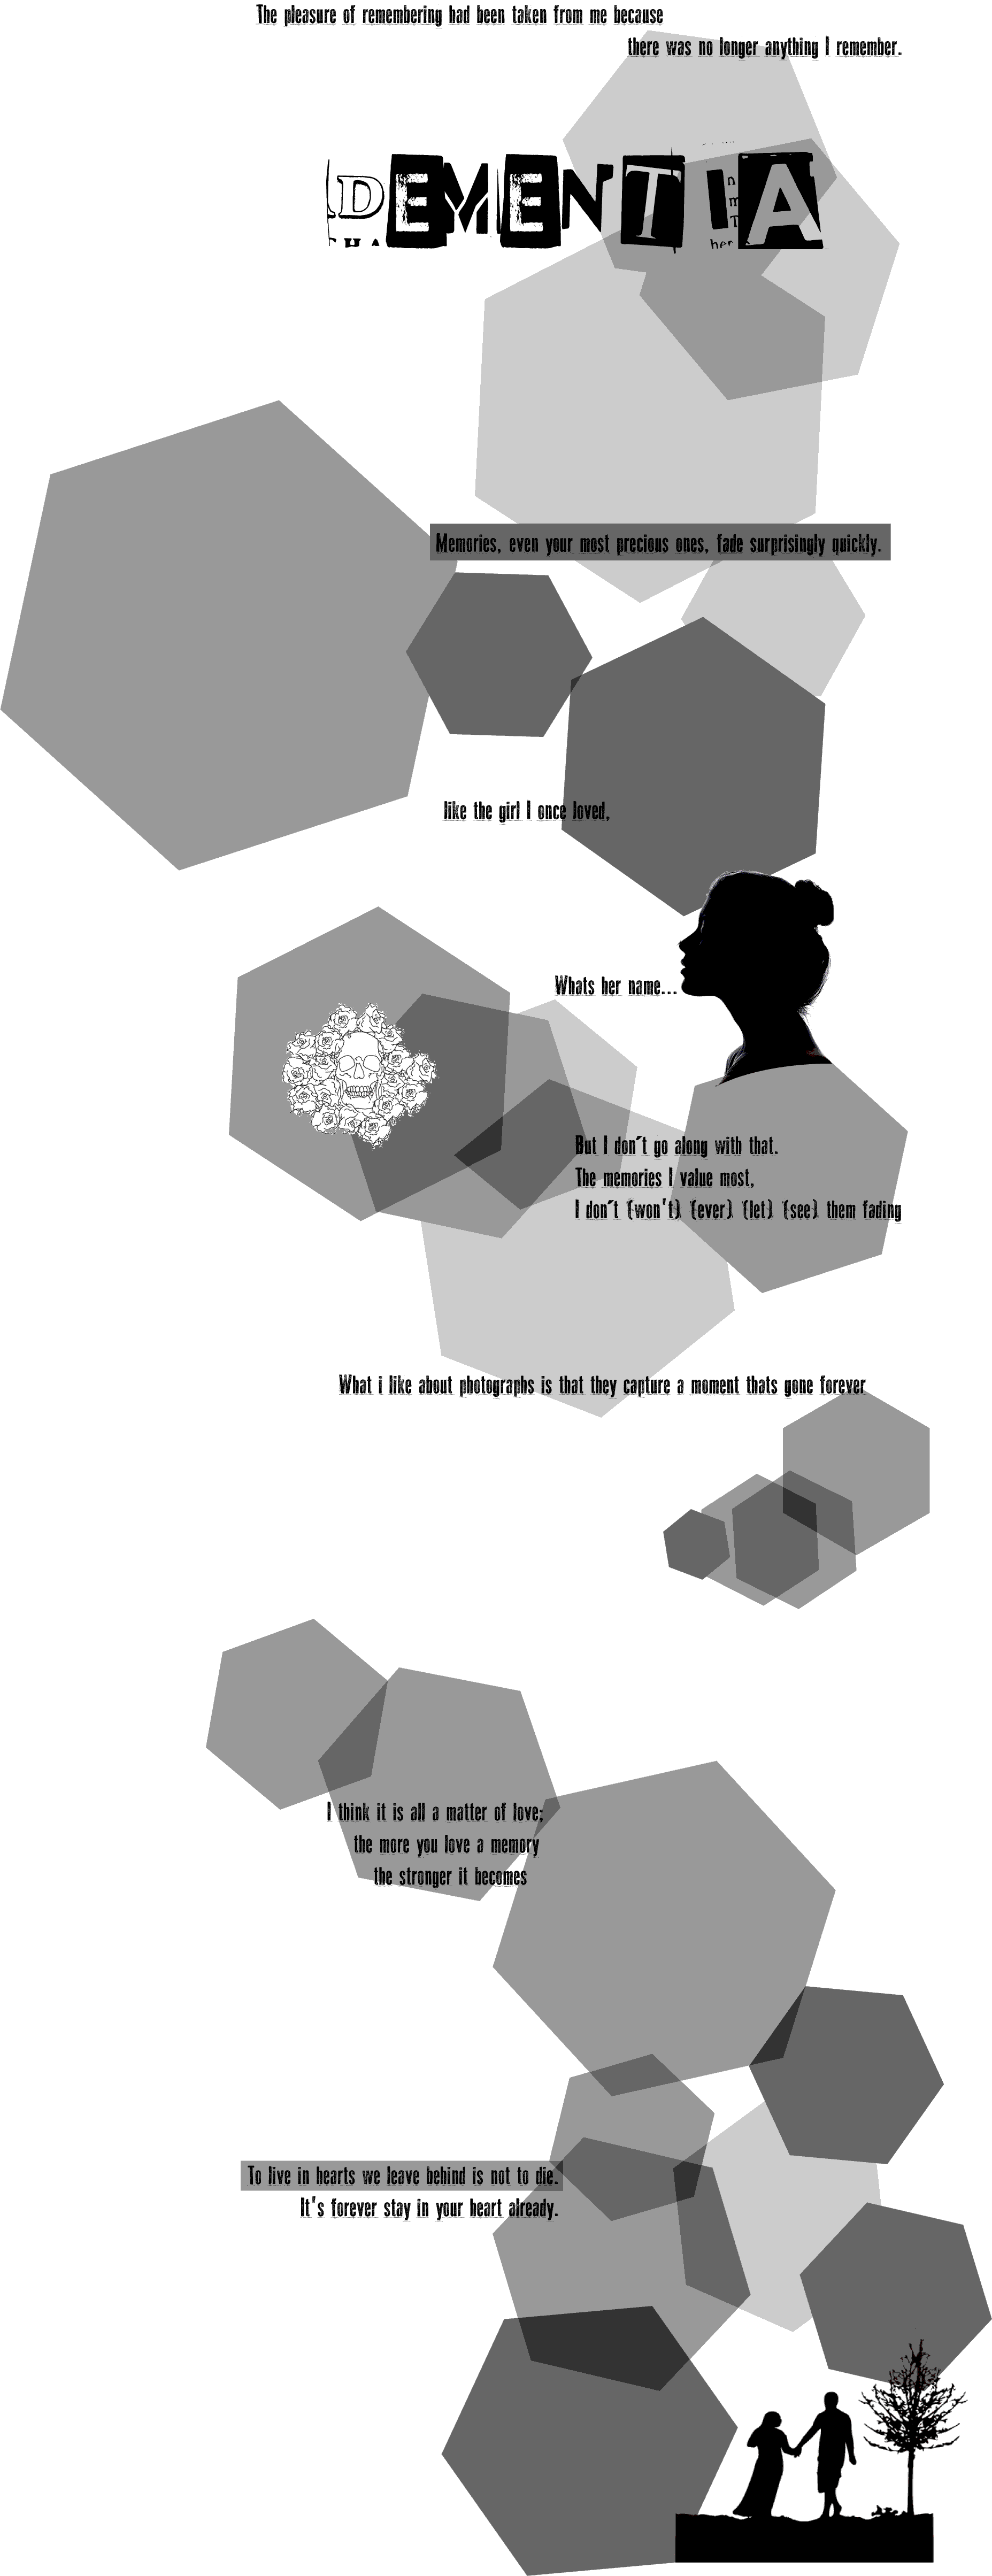 The pleasure of remembering had been taken from me because
there was no longer anything I remember.
DEMENTIA
Memories, even your most precious ones, fade surprisingly quickly.
like the girl I once loved,
Whats her name...
But I don´t go along with that.
The memories I value most,
I don´t (won't) (ever) (let) (see) them fading
What i like about photographs is that they capture a moment thats gone forever
I think it is all a matter of love;
the more you love a memory
the stronger it becomes
To live in hearts we leave behind is not to die.
It's forever stay in your heart already.